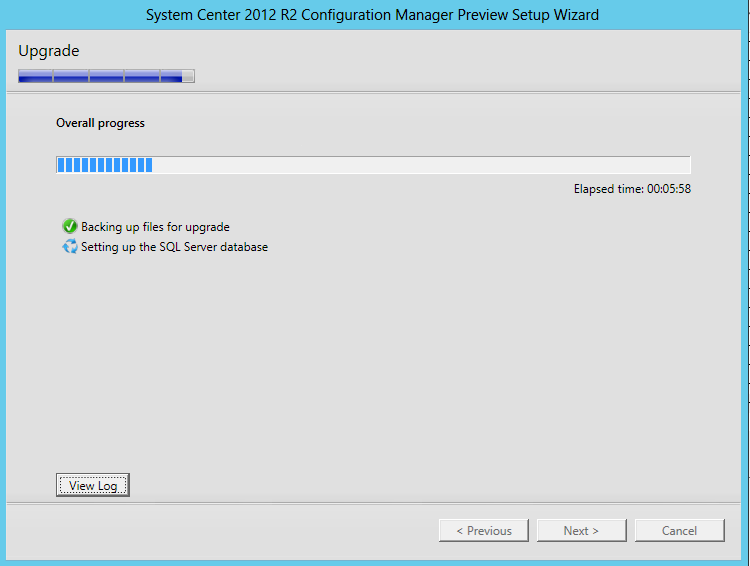 System Center 2012 R2 Configuration Manager Preview Setup Wizard
Upgrade
Overall progress
Elapsed time: 00:05:58
Backing up files for upgrade
Setting up the SQL Server database
View Log
< Previous Next > Cancel